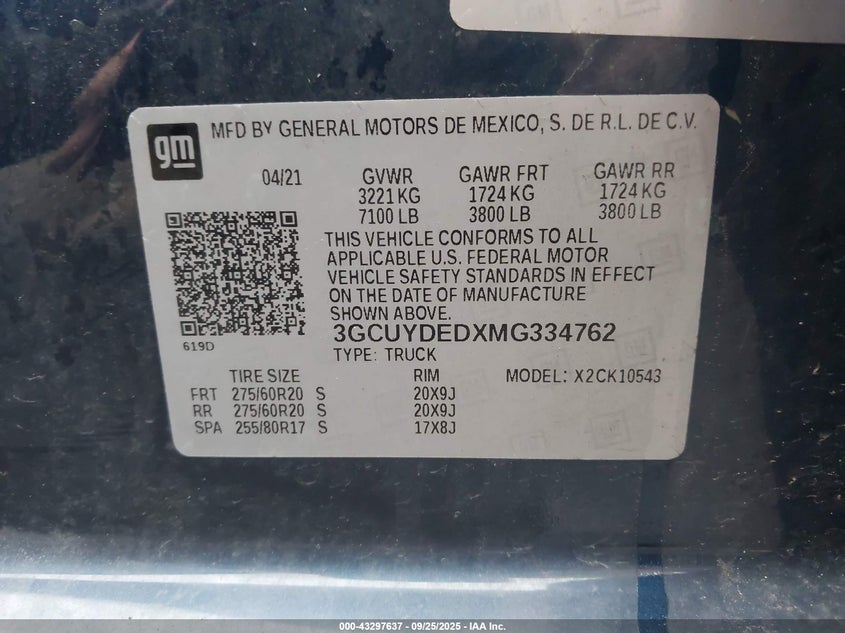 gm
MFD BY GENERAL MOTORS DE MEXICO, S. DE R.L. DE C.V.
04/21 GVWR GAWR FRT GAWR RR
3221 KG 1724 KG 1724 KG
7100 LB 3800 LB 3800 LB
THIS VEHICLE CONFORMS TO ALL
APPLICABLE U.S. FEDERAL MOTOR
VEHICLE SAFETY STANDARDS IN EFFECT
ON THE DATE OF MANUFACTURE
SHOWN ABOVE.
619D
3GCUYDEDXMG334762
TYPE: TRUCK
TIRE SIZE RIM MODEL: X2CK10543
FRT 275/60R20 S 20X9J
RR 275/60R20 S 20X9J
SPA 255/80R17 S 17X8J
000-43297637 - 09/25/2025 - IAA Inc.